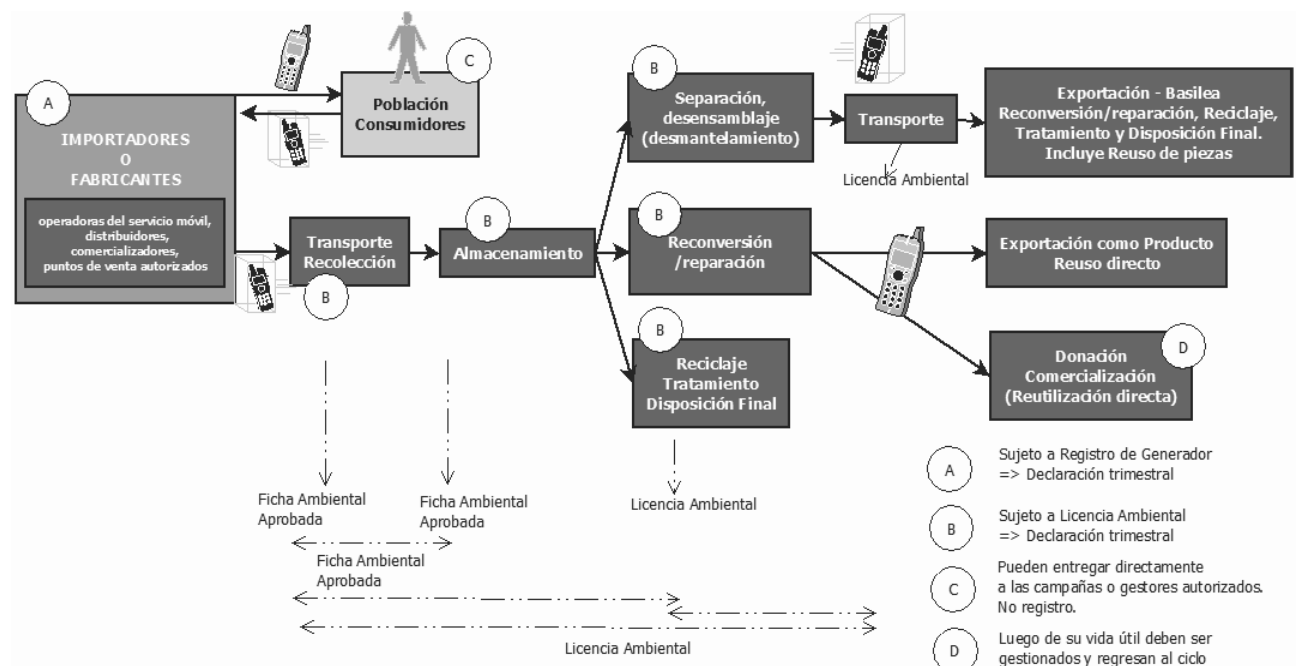 A
IMPORTADORES
O
FABRICANTES
operadoras del servicio móvil,
distribuidores,
comercializadores,
puntos de venta autorizados
C
Población
Consumidores
Transporte
Recolección
B
B
Almacenamiento
B
Separación,
desensamblaje
(desmantelamiento)
Transporte
Licencia Ambiental
Exportación - Basilea
Reconversión/reparación, Reciclaje,
Tratamiento y Disposición Final.
Incluye Reuso de piezas
B
Reconversión
/reparación
Exportación como Producto
Reuso directo
B
Reciclaje
Tratamiento
Disposición Final
D
Donación
Comercialización
(Reutilización directa)
Ficha Ambiental
Aprobada
Ficha Ambiental
Aprobada
Licencia Ambiental
Ficha Ambiental
Aprobada
Licencia Ambiental
A
Sujeto a Registro de Generador
=> Declaración trimestral
B
Sujeto a Licencia Ambiental
=> Declaración trimestral
C
Pueden entregar directamente
a las campañas o gestores autorizados.
No registro.
D
Luego de su vida útil deben ser
gestionados y regresan al ciclo